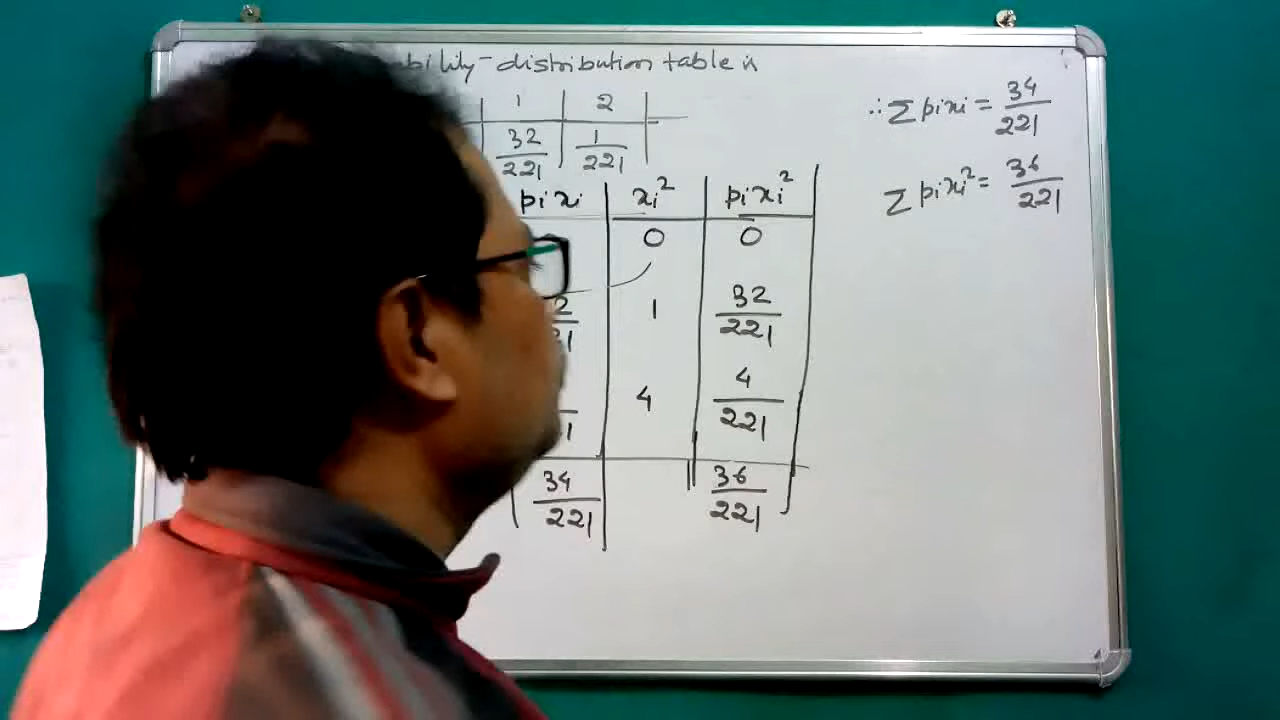 bility-distribution table is
1 2
32/221 1/221
∴ Σ pixi = 34/221
Σ pixi² = 36/221
pixi xi² pixi²
0 0
1 32/221
4 4/221
34/221 36/221